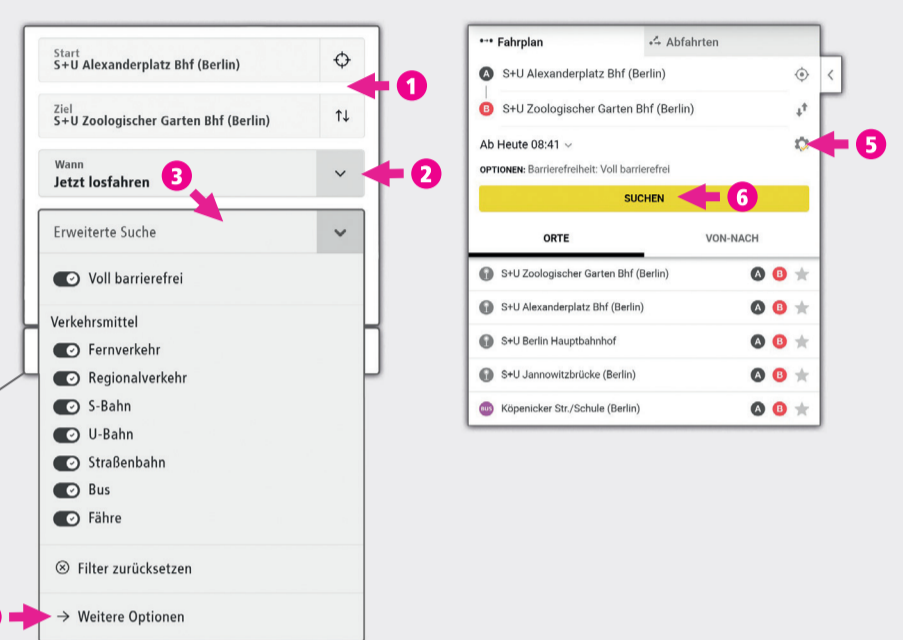 Start
S+U Alexanderplatz Bhf (Berlin)
1
Ziel
S+U Zoologischer Garten Bhf (Berlin)
Wann
Jetzt losfahren
2
3
Erweiterte Suche
Voll barrierefrei
Verkehrsmittel
Fernverkehr
Regionalverkehr
S-Bahn
U-Bahn
Straßenbahn
Bus
Fähre
Filter zurücksetzen
Weitere Optionen
Fahrplan
Abfahrten
A S+U Alexanderplatz Bhf (Berlin)
B S+U Zoologischer Garten Bhf (Berlin)
Ab Heute 08:41
5
OPTIONEN: Barrierefreiheit: Voll barrierefrei
SUCHEN
6
ORTE
VON-NACH
S+U Zoologischer Garten Bhf (Berlin) A B
S+U Alexanderplatz Bhf (Berlin) A B
S+U Berlin Hauptbahnhof A B
S+U Jannowitzbrücke (Berlin) A B
BUS Köpenicker Str./Schule (Berlin) A B